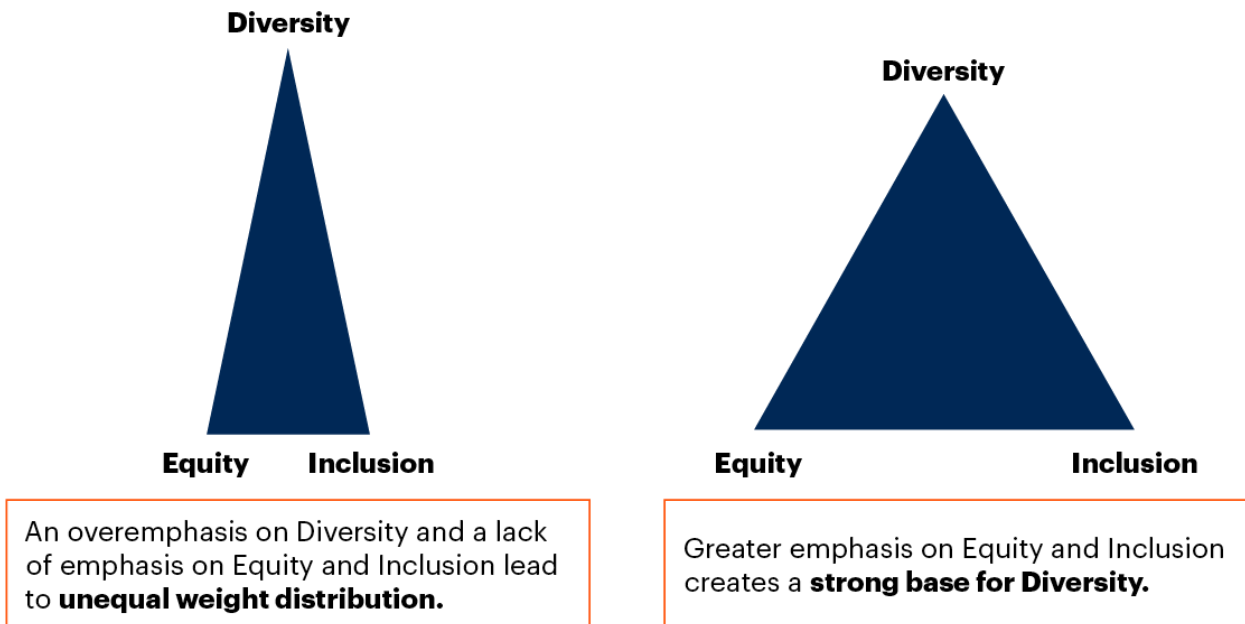 Diversity
Equity Inclusion
An overemphasis on Diversity and a lack
of emphasis on Equity and Inclusion lead
to unequal weight distribution.
Diversity
Equity Inclusion
Greater emphasis on Equity and Inclusion
creates a strong base for Diversity.